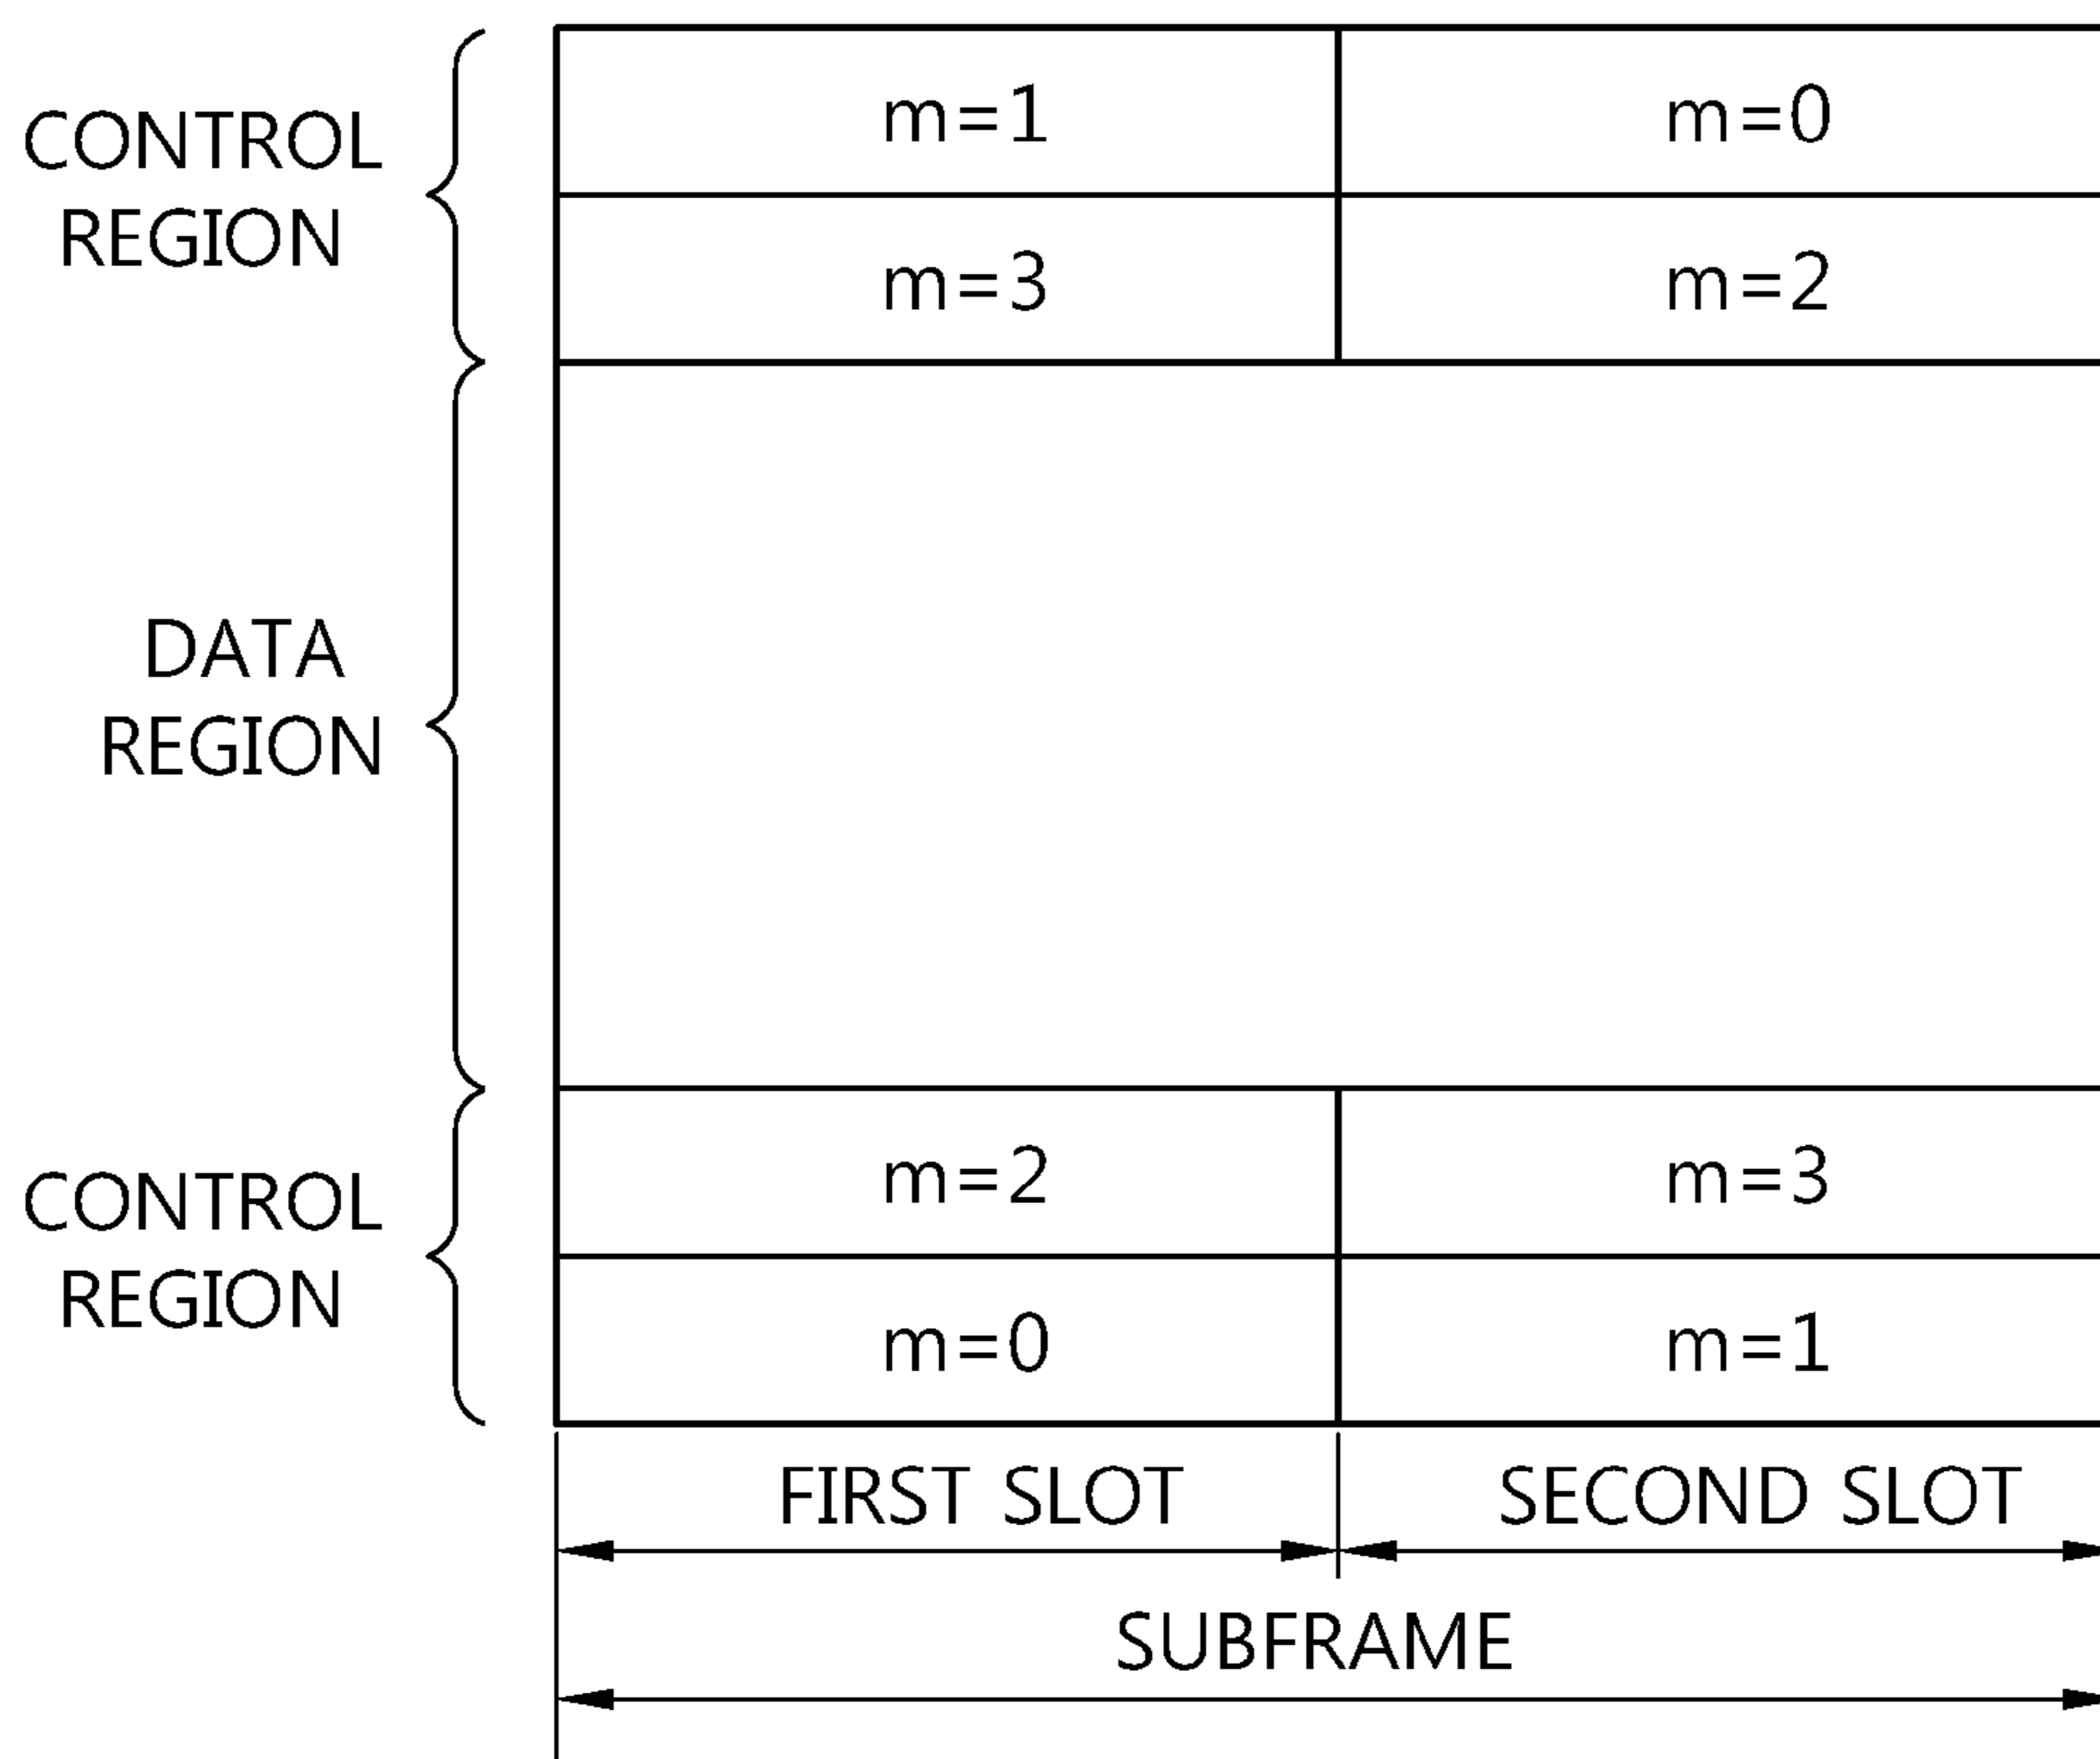 CONTROL
REGION
m=1
m=0
m=3
m=2
DATA
REGION
CONTROL
REGION
m=2
m=3
m=0
m=1
FIRST SLOT
SECOND SLOT
SUBFRAME